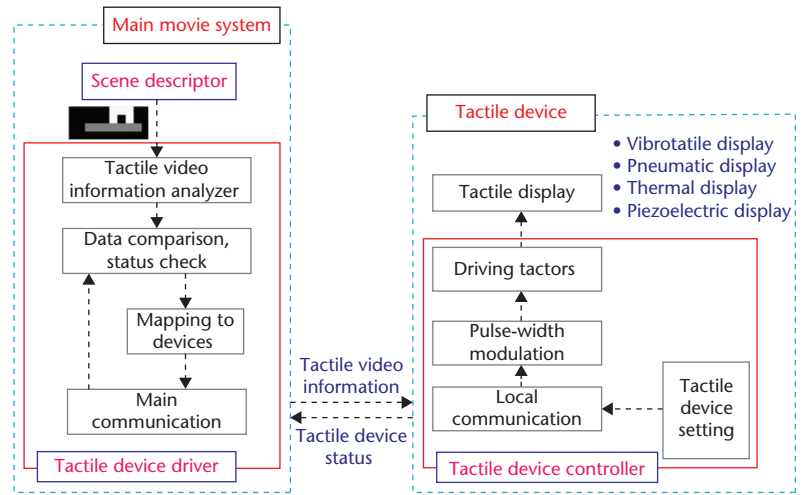 Main movie system
Scene descriptor
Tactile video
information analyzer
Data comparison,
status check
Mapping to
devices
Main
communication
Tactile device driver
Tactile video
information
Tactile device
status
Tactile device
• Vibrotatile display
• Pneumatic display
• Thermal display
• Piezoelectric display
Tactile display
Driving tactors
Pulse-width
modulation
Local
communication
Tactile
device
setting
Tactile device controller